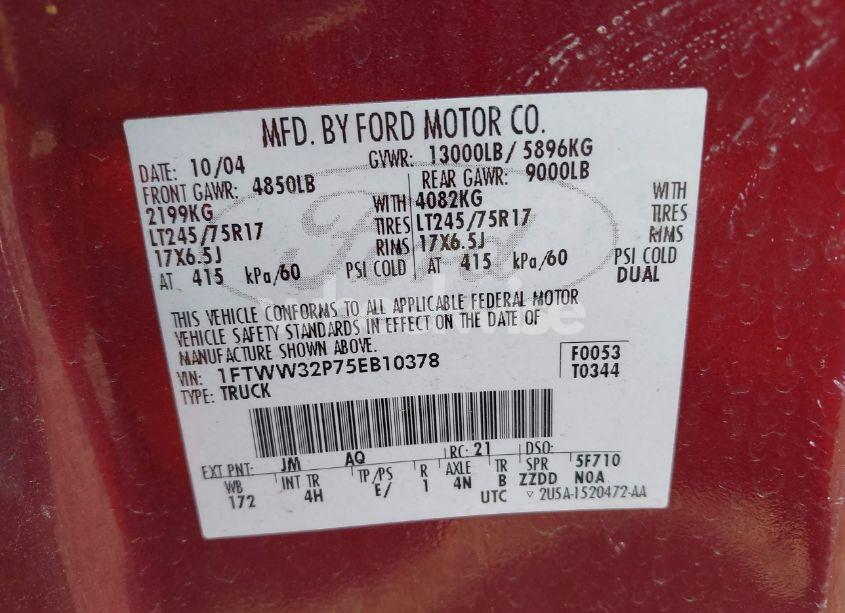 MFD. BY FORD MOTOR CO.
DATE: 10/04 GVWR: 13000LB/ 5896KG
FRONT GAWR: 4850LB REAR GAWR: 9000LB
2199KG WITH 4082KG WITH
LT245/75R17 TIRES LT245/75R17 TIRES
17X6.5J RIMS 17X6.5J RIMS
AT 415 kPa/60 PSI COLD AT 415 kPa/60 PSI COLD
DUAL
Ford
THIS VEHICLE CONFORMS TO ALL APPLICABLE FEDERAL MOTOR
VEHICLE SAFETY STANDARDS IN EFFECT ON THE DATE OF
MANUFACTURE SHOWN ABOVE.
VIN: 1FTWW32P75EB10378 F0053
TYPE: TRUCK T0344
EXT PNT: JM AQ RC: 21 DSO:
WB INT TR TP/PS R AXLE TR SPR 5F710
172 4H E/ 1 4N B ZZDD N0A
UTC ▽ 2U5A-1520472-AA